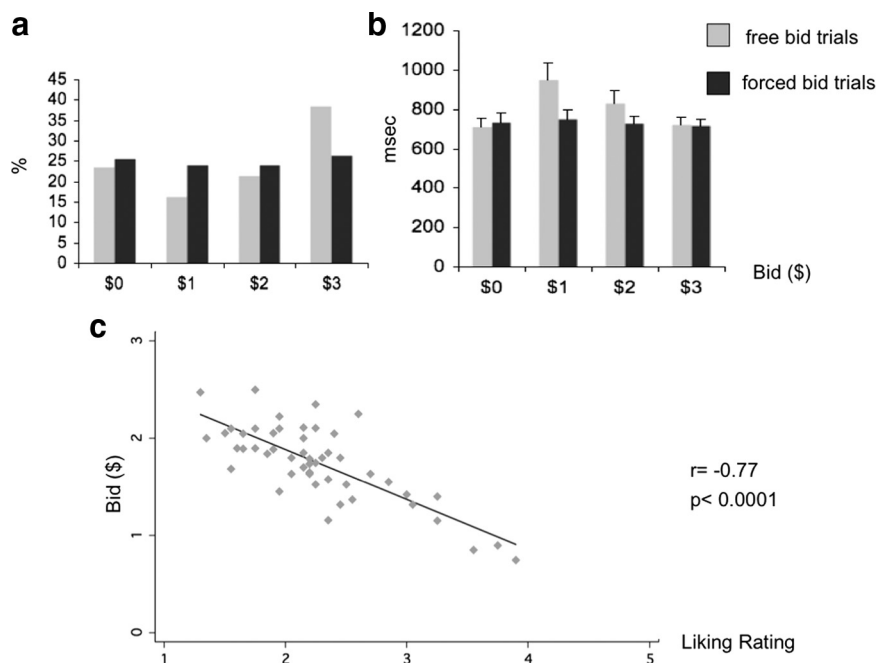 a
45
40
35
30
25
20
15
10
5
0
%
$0 $1 $2 $3
b
1200
1000
800
600
400
200
0
msec
$0 $1 $2 $3
Bid ($)
free bid trials
forced bid trials
c
3
2
1
0
Bid ($)
1 2 3 4 5
Liking Rating
r= -0.77
p< 0.0001